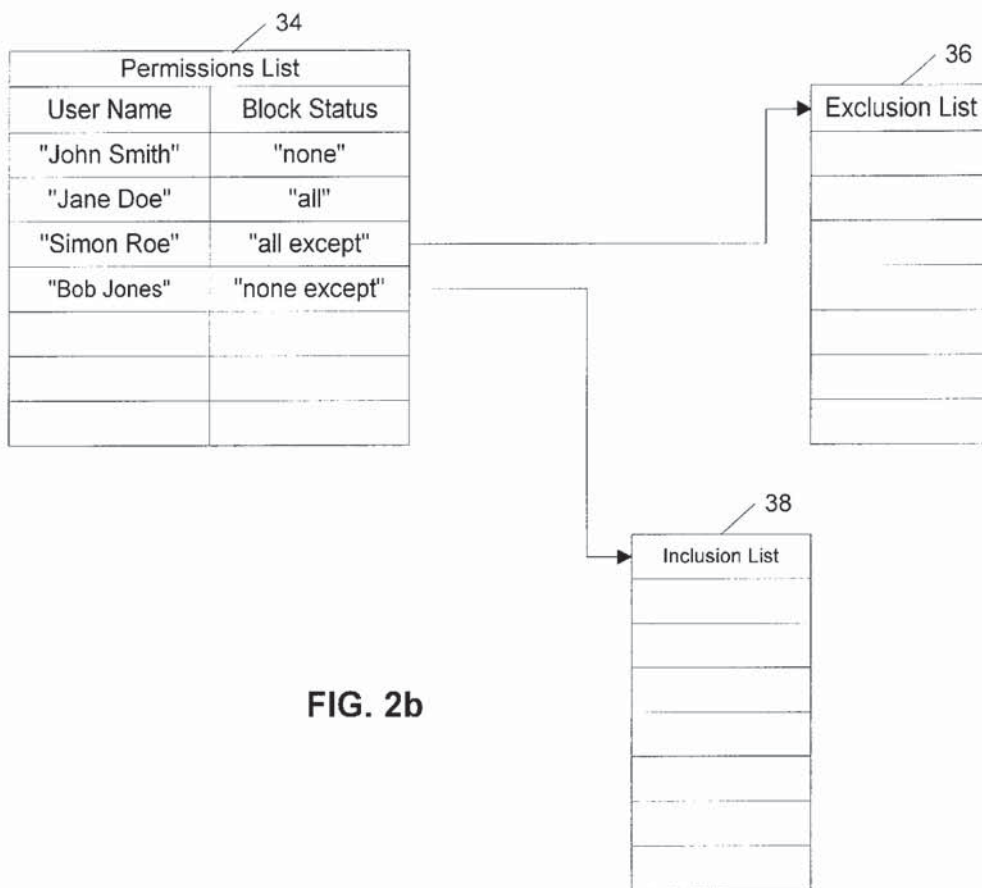 34
Permissions List
User Name Block Status
"John Smith" "none"
"Jane Doe" "all"
"Simon Roe" "all except"
"Bob Jones" "none except"
36
Exclusion List
38
Inclusion List
FIG. 2b